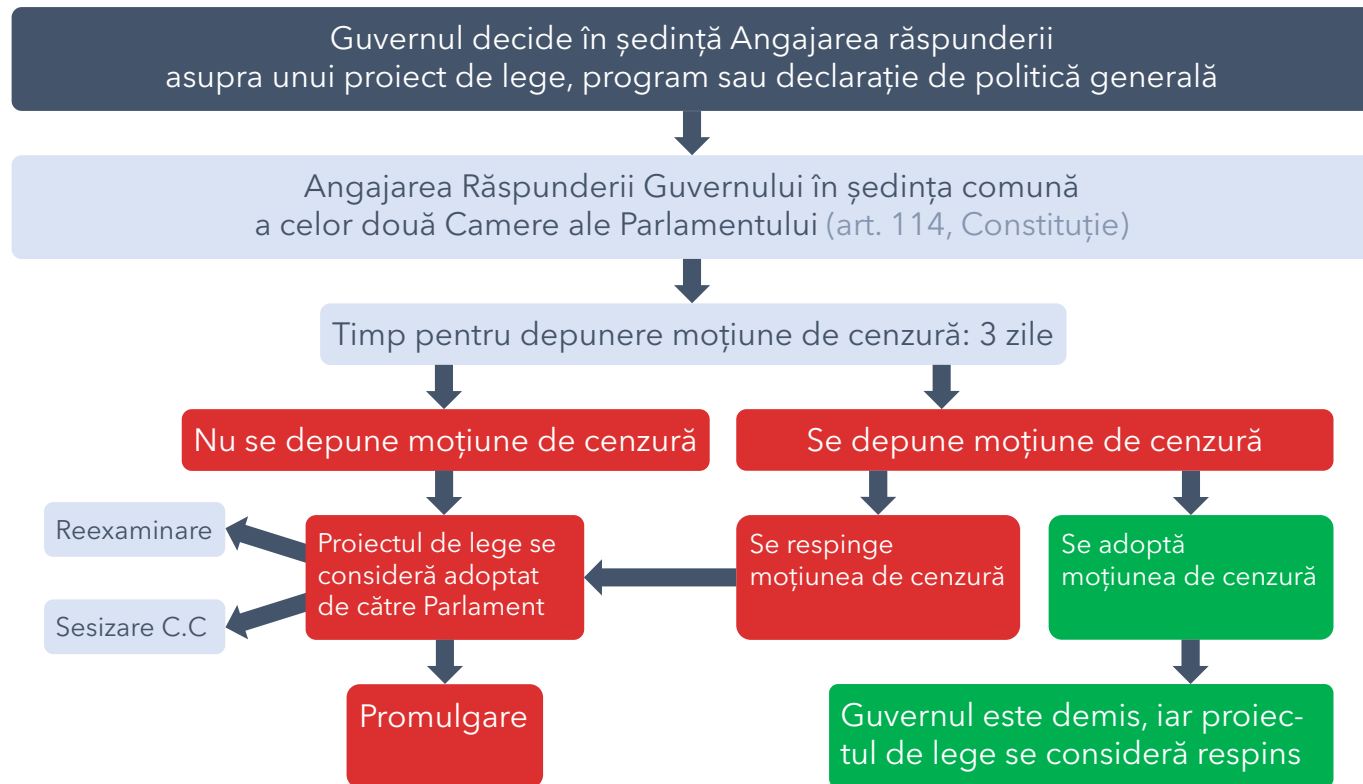 Guvernul decide în ședință Angajarea răspunderii
asupra unui proiect de lege, program sau declarație de politică generală
Angajarea Răspunderii Guvernului în ședința comună
a celor două Camere ale Parlamentului (art. 114, Constituție)
Timp pentru depunere moțiune de cenzură: 3 zile
Nu se depune moțiune de cenzură
Se depune moțiune de cenzură
Reexaminare
Sesizare C.C
Proiectul de lege se
consideră adoptat
de către Parlament
Se respinge
moțiunea de cenzură
Se adoptă
moțiunea de cenzură
Promulgare
Guvernul este demis, iar proiec-
tul de lege se consideră respins